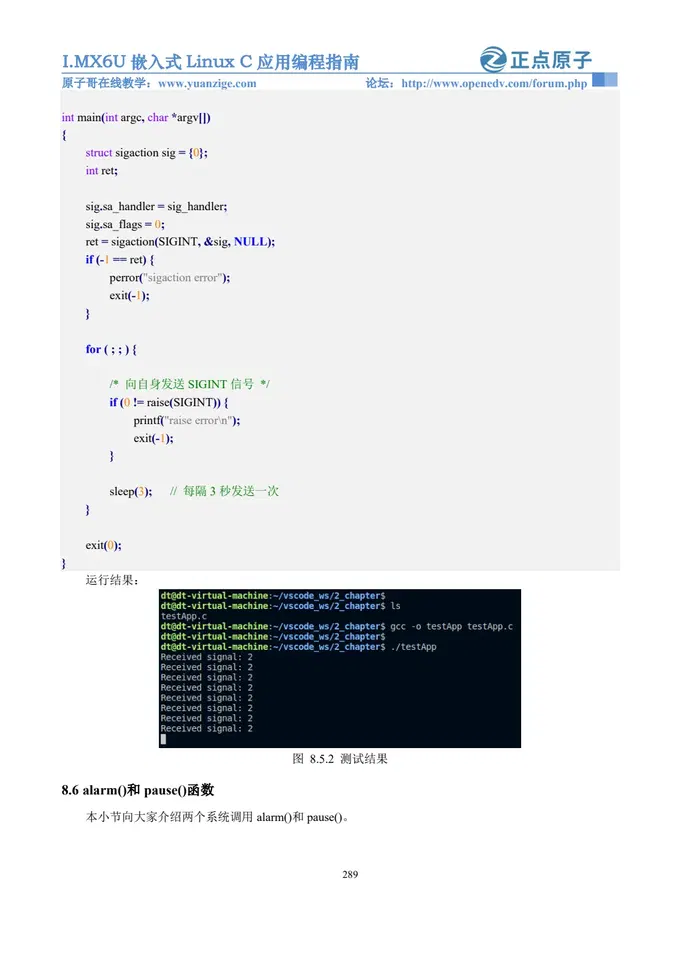 I.MX6U 嵌入式 Linux C 应用编程指南
正点原子
原子哥在线教学：www.yuanzige.com 论坛：http://www.openedv.com/forum.php
int main(int argc, char *argv[])
{
struct sigaction sig = {0};
int ret;
sig.sa_handler = sig_handler;
sig.sa_flags = 0;
ret = sigaction(SIGINT, &sig, NULL);
if (-1 == ret) {
perror("sigaction error");
exit(-1);
}
for ( ; ; ) {
/* 向自身发送 SIGINT 信号 */
if (0 != raise(SIGINT)) {
printf("raise error\n");
exit(-1);
}
sleep(3); // 每隔 3 秒发送一次
}
exit(0);
}
运行结果：
dt@dt-virtual-machine:~/vscode_ws/2_chapter$
dt@dt-virtual-machine:~/vscode_ws/2_chapter$ ls
testApp.c
dt@dt-virtual-machine:~/vscode_ws/2_chapter$ gcc -o testApp testApp.c
dt@dt-virtual-machine:~/vscode_ws/2_chapter$
dt@dt-virtual-machine:~/vscode_ws/2_chapter$ ./testApp
Received signal: 2
Received signal: 2
Received signal: 2
Received signal: 2
Received signal: 2
Received signal: 2
Received signal: 2
Received signal: 2
图 8.5.2 测试结果
8.6 alarm()和 pause()函数
本小节向大家介绍两个系统调用 alarm()和 pause()。
289